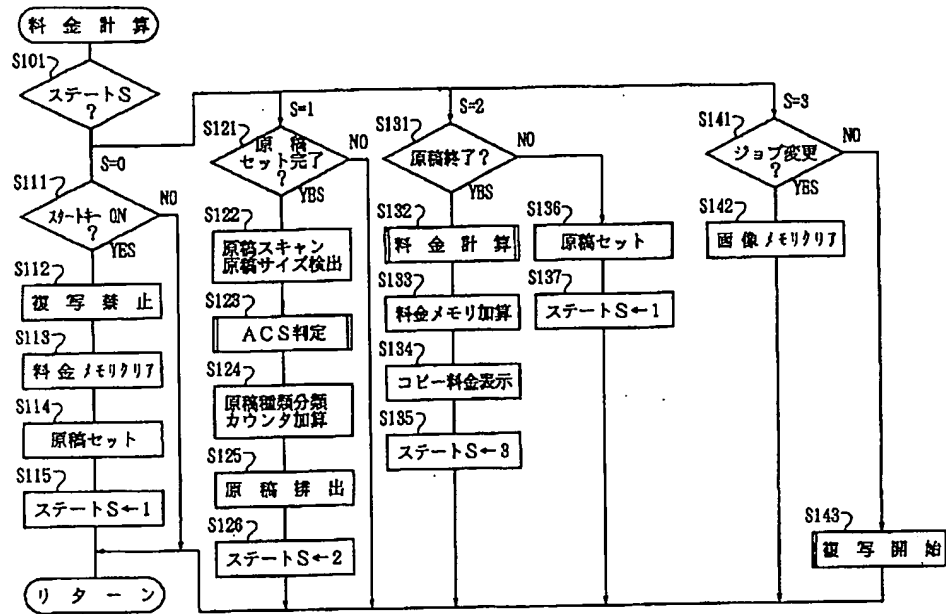 料金計算
S101
ステートS
?
S=0
S111
スタートキー ON
?
NO
YES
S112
複写禁止
S113
料金メモリクリア
S114
原稿セット
S115
ステートS←1
リターン
S=1
S121
原稿
セット完了
?
NO
YES
S122
原稿スキャン
原稿サイズ検出
S123
ACS判定
S124
原稿種類分類
カウンタ加算
S125
原稿排出
S126
ステートS←2
S=2
S131
原稿終了?
NO
YES
S132
料金計算
S133
料金メモリ加算
S134
コピー料金表示
S135
ステートS←3
S136
原稿セット
S137
ステートS←1
S=3
S141
ジョブ変更
?
NO
YES
S142
画像メモリクリア
S143
複写開始